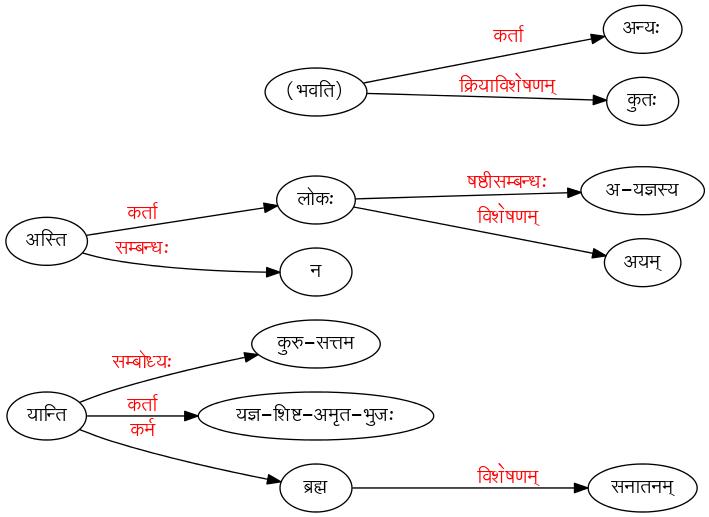 कर्ता
अन्यः
(भवति)
क्रियाविशेषणम्
कुतः
षष्ठीसम्बन्धः
अ-यज्ञस्य
कर्ता
लोकः
विशेषणम्
अस्ति
सम्बन्धः
अयम्
न
कुरु-सत्तम
सम्बोध्यः
यान्ति
कर्ता
यज्ञ-शिष्ट-अमृत-भुजः
कर्म
विशेषणम्
ब्रह्म
सनातनम्